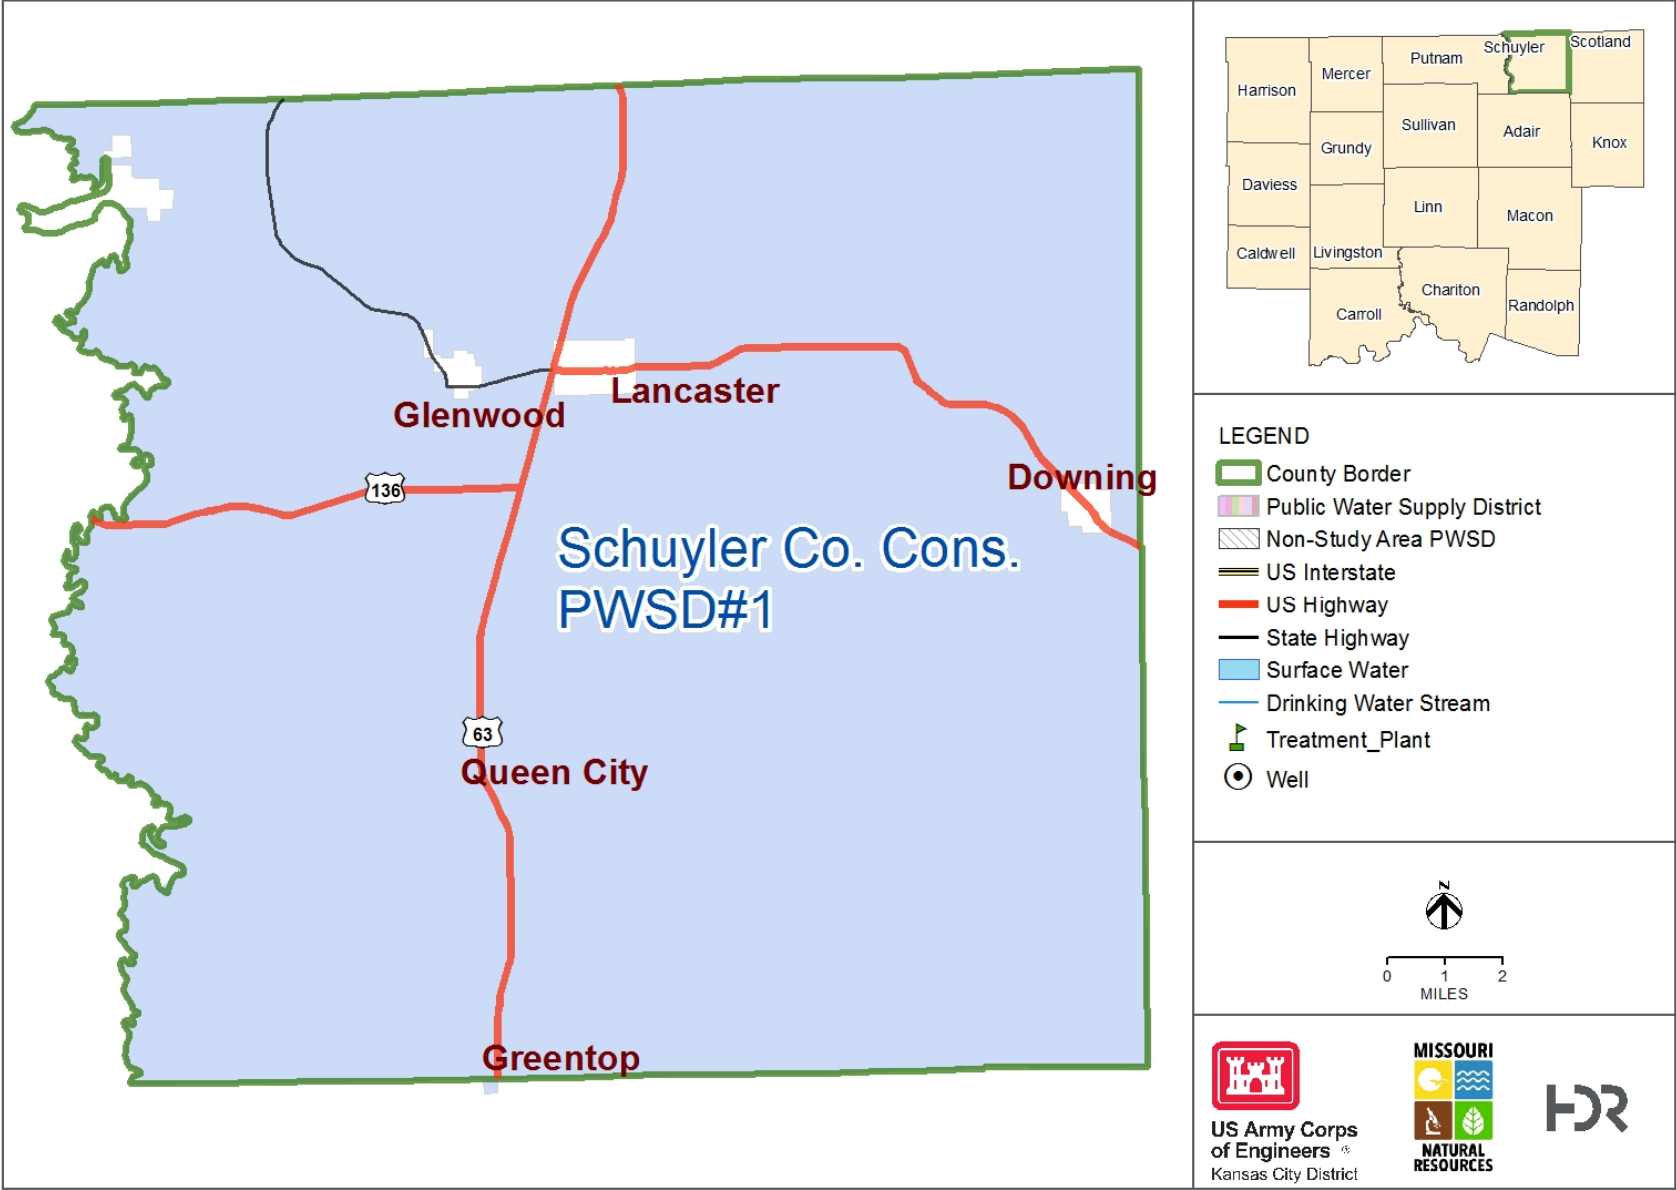 Glenwood
Lancaster
Downing
136
Schuyler Co. Cons.
PWSD#1
63
Queen City
Greentop
Schuyler
Scotland
Putnam
Mercer
Harrison
Sullivan
Adair
Knox
Grundy
Daviess
Linn
Macon
Caldwell
Livingston
Chariton
Randolph
Carroll
LEGEND
County Border
Public Water Supply District
Non-Study Area PWSD
US Interstate
US Highway
State Highway
Surface Water
Drinking Water Stream
Treatment_Plant
Well
N
0 1 2
MILES
US Army Corps
of Engineers ®
Kansas City District
MISSOURI
NATURAL
RESOURCES
HDR